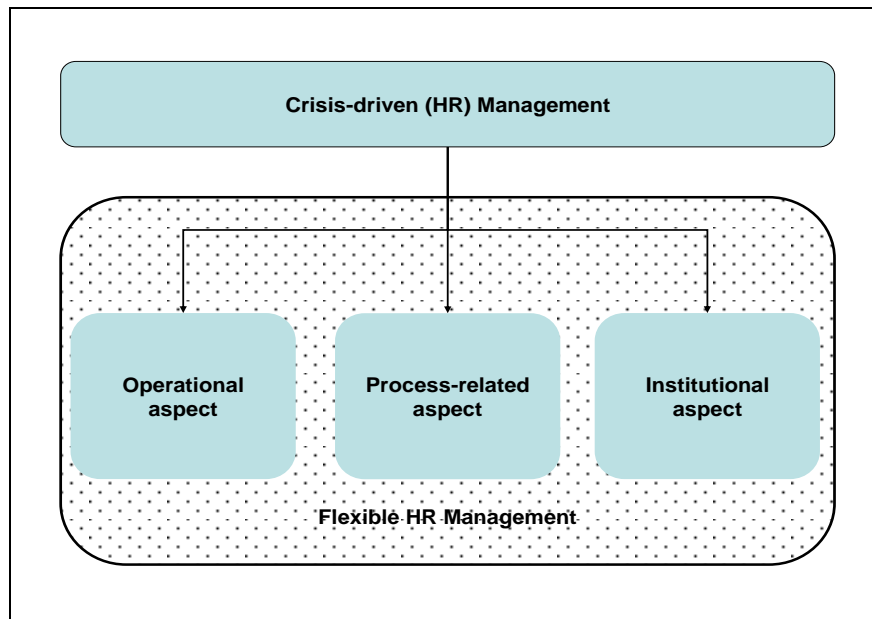 Crisis-driven (HR) Management
Operational
aspect
Process-related
aspect
Institutional
aspect
Flexible HR Management